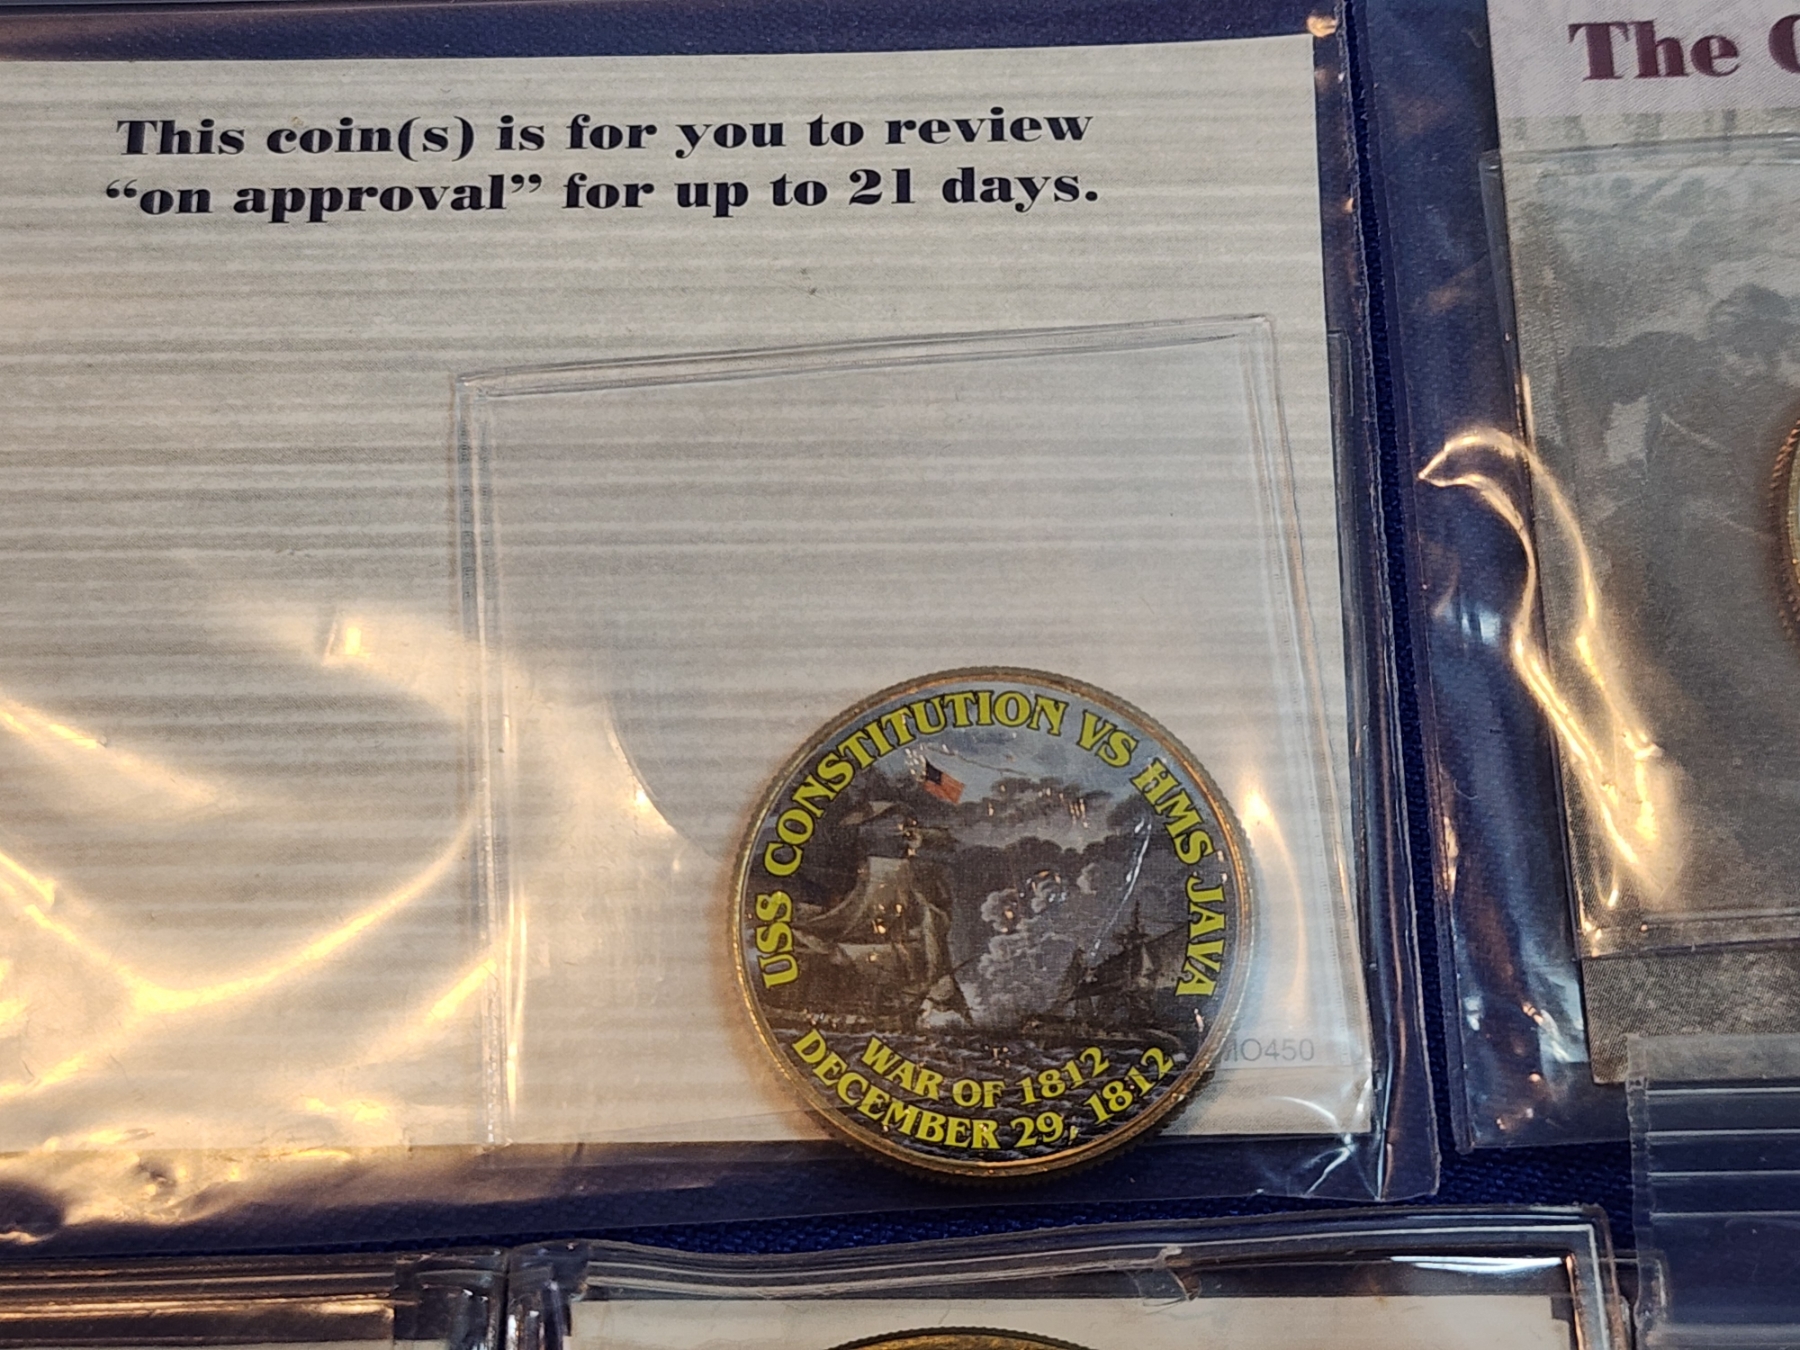 This coin(s) is for you to review
“on approval” for up to 21 days.
The
USS CONSTITUTION VS HMS JAVA
WAR OF 1812
DECEMBER 29, 1812